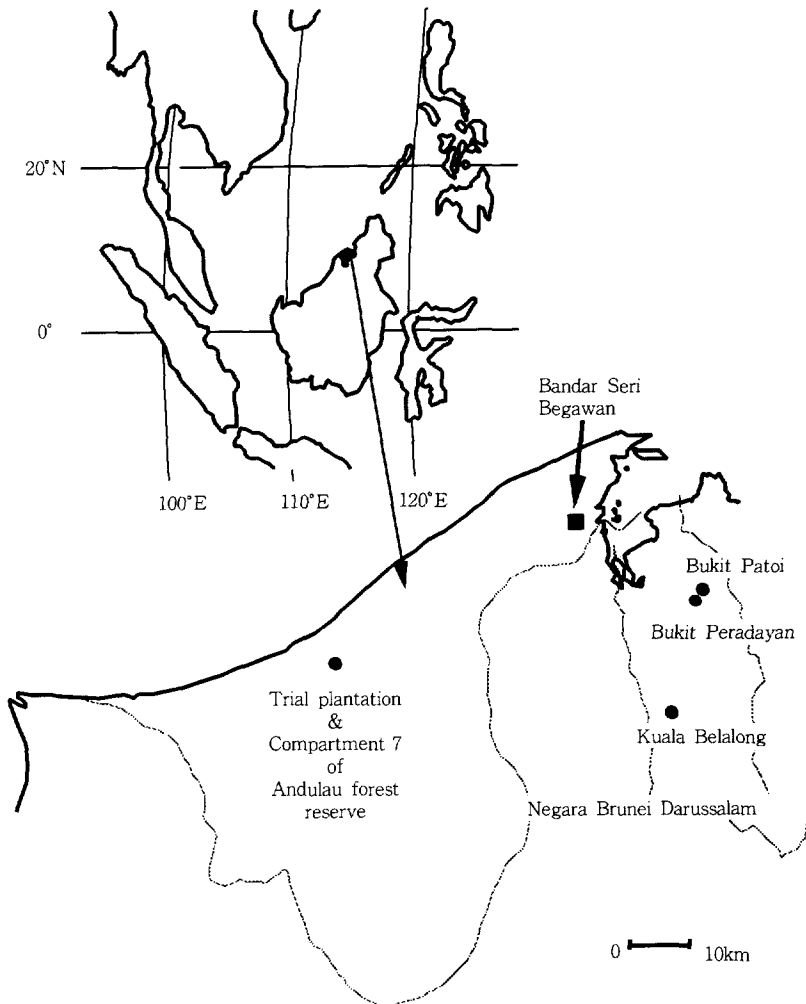 20°N
0°
100°E
110°E
120°E
Bandar Seri
Begawan
Bukit Patoi
Bukit Peradayan
Trial plantation
&
Compartment 7
of
Andulau forest
reserve
Kuala Belalong
Negara Brunei Darussalam
0
10km